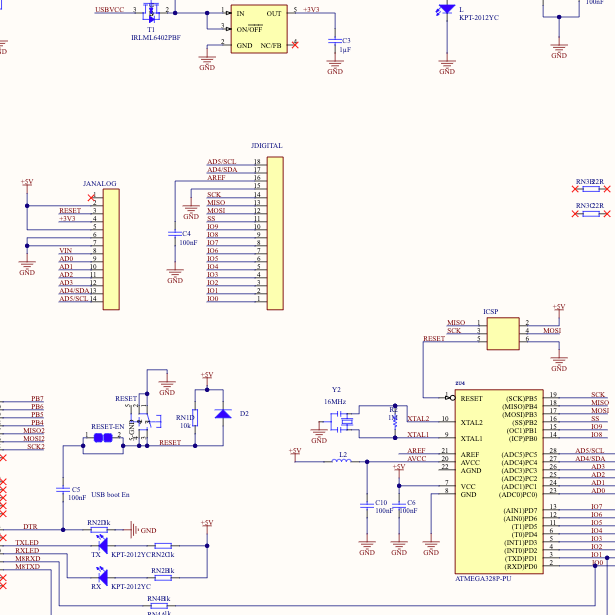 USBVCC 3 2
T1
IRLML6402PBF
1 IN OUT 5 +3V3
3 ON/OFF
2 GND NC/FB 4
C3
1µF
GND
GND
L
KPT-2012YC
GND
GND
100nF
JANALOG
+5V
1
2
RESET 3
+3V3 4
5
6
7
VIN 8
AD0 9
AD1 10
AD2 11
AD3 12
AD4/SDA 13
AD5/SCL 14
GND
JDIGITAL
AD5/SCL 18
AD4/SDA 17
AREF 16
15
SCK 14
MISO 13
MOSI 12
SS 11
IO9 10
IO8 9
IO7 8
IO6 7
IO5 6
IO4 5
IO3 4
IO2 3
IO1 2
IO0 1
GND
C4
100nF
GND
RN3B 22R
RN3C 22R
ICSP
MISO 1 2 +5V
SCK 3 4 MOSI
RESET 5 6
GND
PB7
PB6
PB5
PB4
MISO2
MOSI2
SCK2
RESET
GND
RESET-EN
1 2
RESET
+5V
RN1D
10k
D2
C5
100nF
USB boot En
GND
DTR
RN2D 1k
GND
TXLED
RXLED
M8RXD
M8TXD
TX KPT-2012YC RN2C 1k
+5V
RX KPT-2012YC RN2B 1k
RN4B 1k
Y2
16MHz
GND
1M
XTAL2 10
XTAL1 9
+5V
L2
AREF 21
AVCC 20
22
+5V
7
8
C10
100nF
C6
100nF
GND
GND
GND
ZU4
1 RESET
XTAL2
XTAL1
AREF
AVCC
AGND
VCC
GND
(SCK)PB5 19 SCK
(MISO)PB4 18 MISO
(MOSI)PB3 17 MOSI
(SS)PB2 16 SS
(OC1)PB1 15 IO9
(ICP)PB0 14 IO8
(ADC5)PC5 28 AD5/SCL
(ADC4)PC4 27 AD4/SDA
(ADC3)PC3 26 AD3
(ADC2)PC2 25 AD2
(ADC1)PC1 24 AD1
(ADC0)PC0 23 AD0
(AIN1)PD7 13 IO7
(AIN0)PD6 12 IO6
(T1)PD5 11 IO5
(T0)PD4 6 IO4
(INT1)PD3 5 IO3
(INT0)PD2 4 IO2
(TXD)PD1 3 IO1
(RXD)PD0 2 IO0
ATMEGA328P-PU